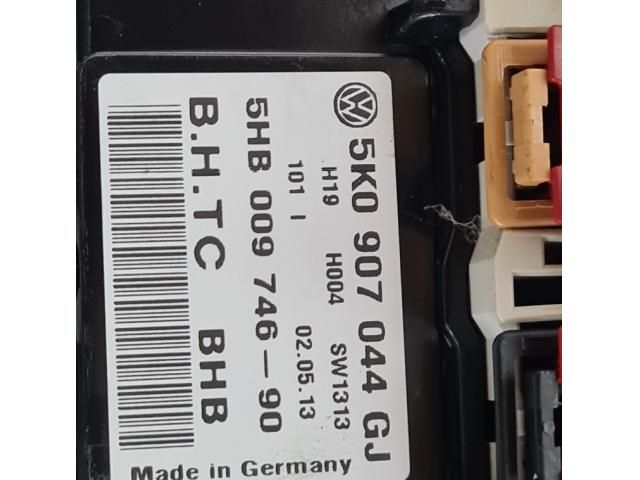 5K0 907 044 GJ
H19 H004 SW1313
101 I 02.05.13
5HB 009 746-90
B.H.TC BHB
Made in Germany